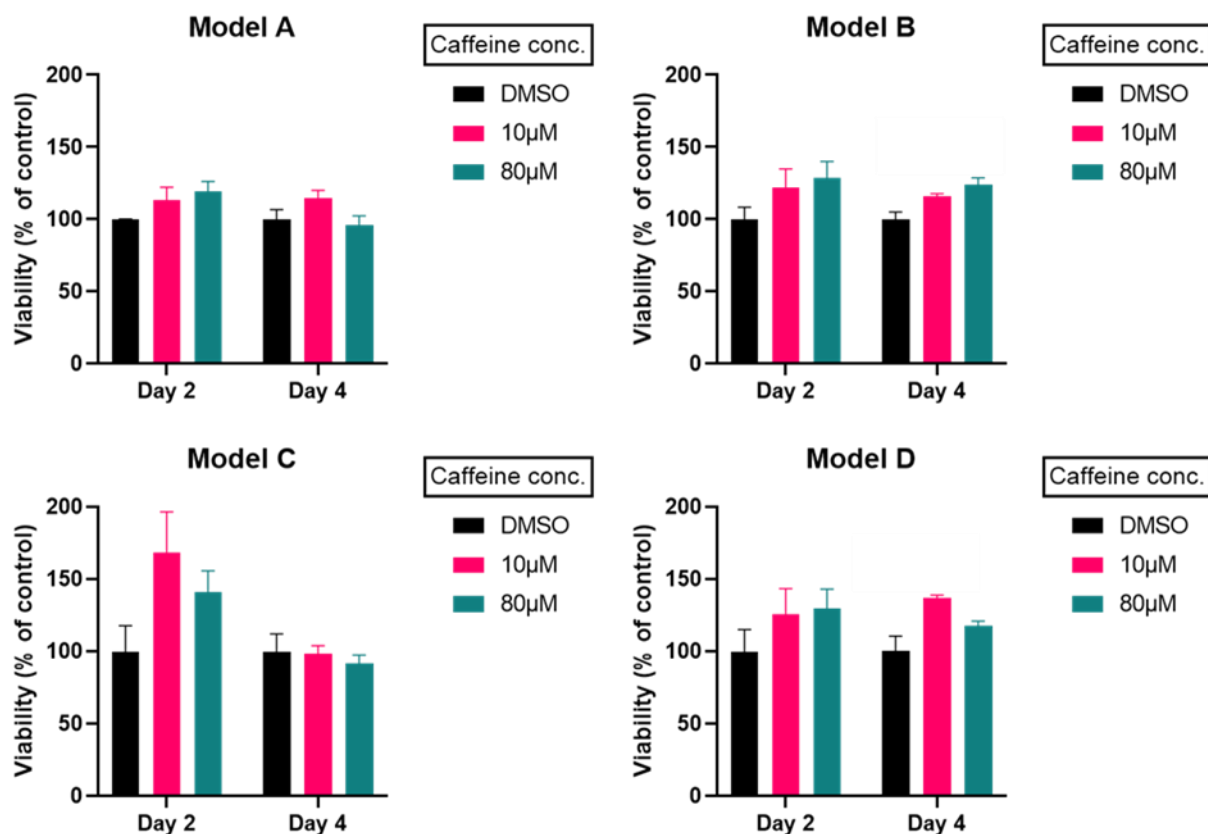 Model A
Caffeine conc.
DMSO
10µM
80µM
Viability (% of control)
200
150
100
50
0
Day 2
Day 4
Model B
Caffeine conc.
DMSO
10µM
80µM
Viability (% of control)
200
150
100
50
0
Day 2
Day 4
Model C
Caffeine conc.
DMSO
10µM
80µM
Viability (% of control)
200
150
100
50
0
Day 2
Day 4
Model D
Caffeine conc.
DMSO
10µM
80µM
Viability (% of control)
200
150
100
50
0
Day 2
Day 4